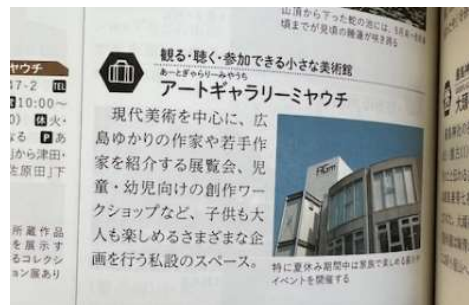 山頂から下った蛇の池には、
頃までが見頃の睡蓮が咲き誇る
ヤウチ
47-2
10:00～
休火・
Pあ
から津田・
佐原田」下
所蔵作品
を展示す
るコレクシ
ョン展あり
観る・聴く・参加できる小さな美術館
あーとぎゃらりーみやうち
アートギャラリーミヤウチ
現代美術を中心に、広
島ゆかりの作家や若手作
家を紹介する展覧会、児
童・幼児向けの創作ワー
クショップなど、子供も大
人も楽しめるさまざまな企
画を行う私設のスペース。
AGm
特に夏休み期間中は家族で楽しめる
イベントを開催する